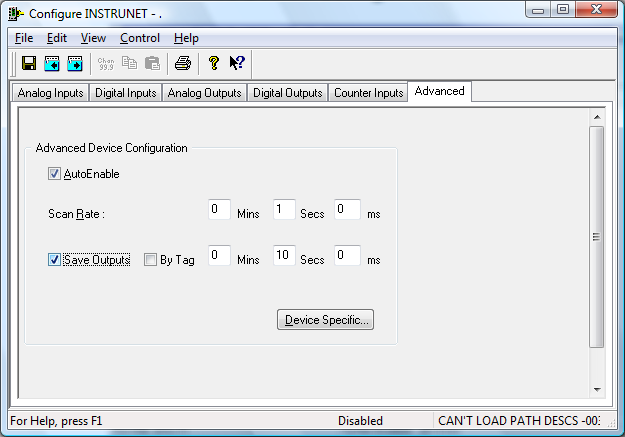 Configure INSTRUNET - .
File Edit View Control Help
Chan 99.9
Analog Inputs Digital Inputs Analog Outputs Digital Outputs Counter Inputs Advanced
Advanced Device Configuration
AutoEnable
Scan Rate : 0 Mins 1 Secs 0 ms
Save Outputs By Tag 0 Mins 10 Secs 0 ms
Device Specific...
For Help, press F1 Disabled CAN'T LOAD PATH DESCS